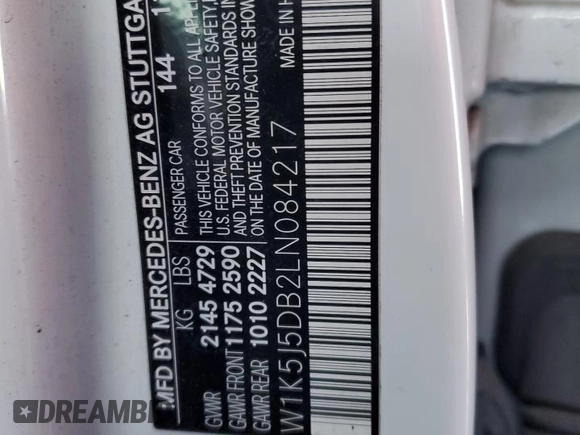 MFD BY MERCEDES-BENZ AG STUTTGA
144
KG LBS PASSENGER CAR
GVWR 2145 4729 THIS VEHICLE CONFORMS TO ALL APPLI
GAWR FRONT 1175 2590 U.S. FEDERAL MOTOR VEHICLE SAFETY,
GAWR REAR 1010 2227 AND THEFT PREVENTION STANDARDS IN
ON THE DATE OF MANUFACTURE SHOW
W1K5J5DB2LN084217 MADE IN
DREAMB